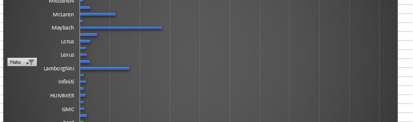 McLaren
Maybach
Lotus
Lexus
Make
Lamborghini
Infiniti
HUMMER
GMC